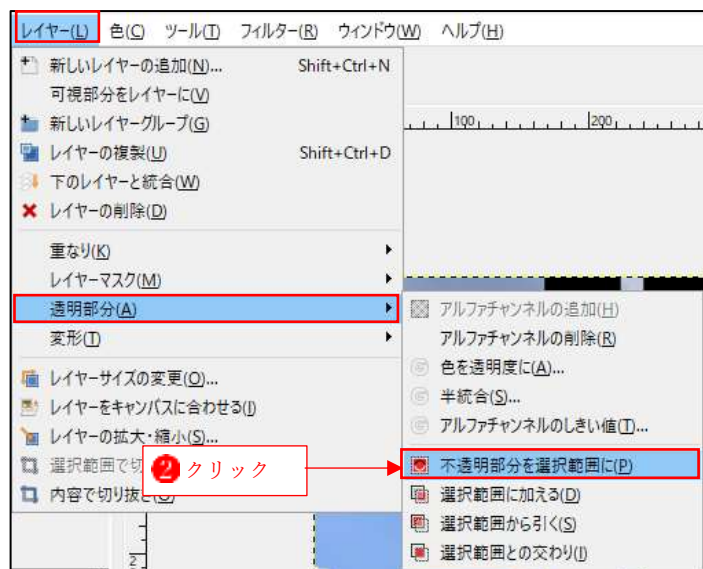 レイヤー(L) 色(C) ツール(T) フィルター(R) ウィンドウ(W) ヘルプ(H)
新しいレイヤーの追加(N)... Shift+Ctrl+N
可視部分をレイヤーに(V)
新しいレイヤーグループ(G)
レイヤーの複製(U) Shift+Ctrl+D
下のレイヤーと統合(W)
レイヤーの削除(D)
重なり(K)
レイヤーマスク(M)
透明部分(A)
変形(T)
レイヤーサイズの変更(O)...
レイヤーをキャンバスに合わせる(I)
レイヤーの拡大・縮小(S)...
選択範囲で切
内容で切り抜き(O)
100 200
アルファチャンネルの追加(H)
アルファチャンネルの削除(R)
色を透明度に(A)...
半統合(S)...
アルファチャンネルのしきい値(T)...
不透明部分を選択範囲に(P)
選択範囲に加える(D)
選択範囲から引く(S)
選択範囲との交わり(I)
2 クリック
2